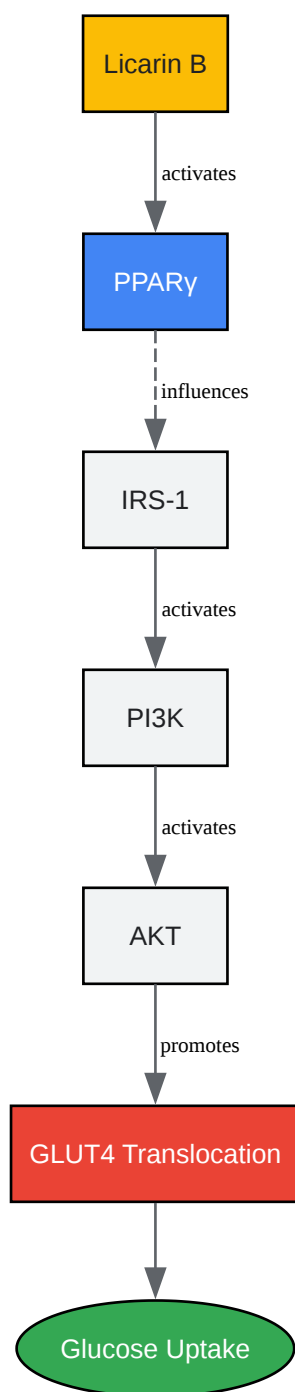 Licarin B
activates
PPARγ
influences
IRS-1
activates
PI3K
activates
AKT
promotes
GLUT4 Translocation
Glucose Uptake